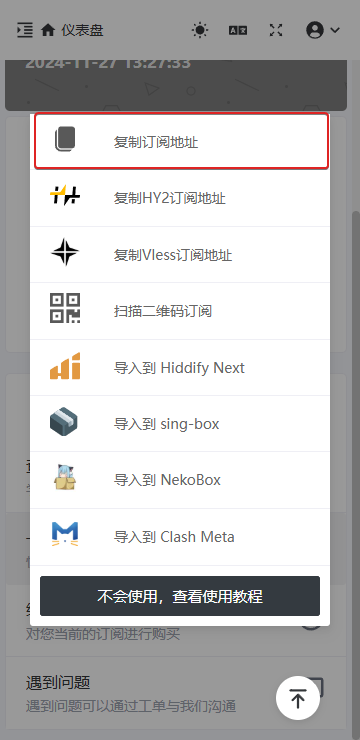 仪表盘
2024-11-27 13:27:33
复制订阅地址
复制HY2订阅地址
复制Vless订阅地址
扫描二维码订阅
导入到 Hiddify Next
导入到 sing-box
导入到 NekoBox
导入到 Clash Meta
不会使用，查看使用教程
对您当前的订阅进行购买
遇到问题
遇到问题可以通过工单与我们沟通